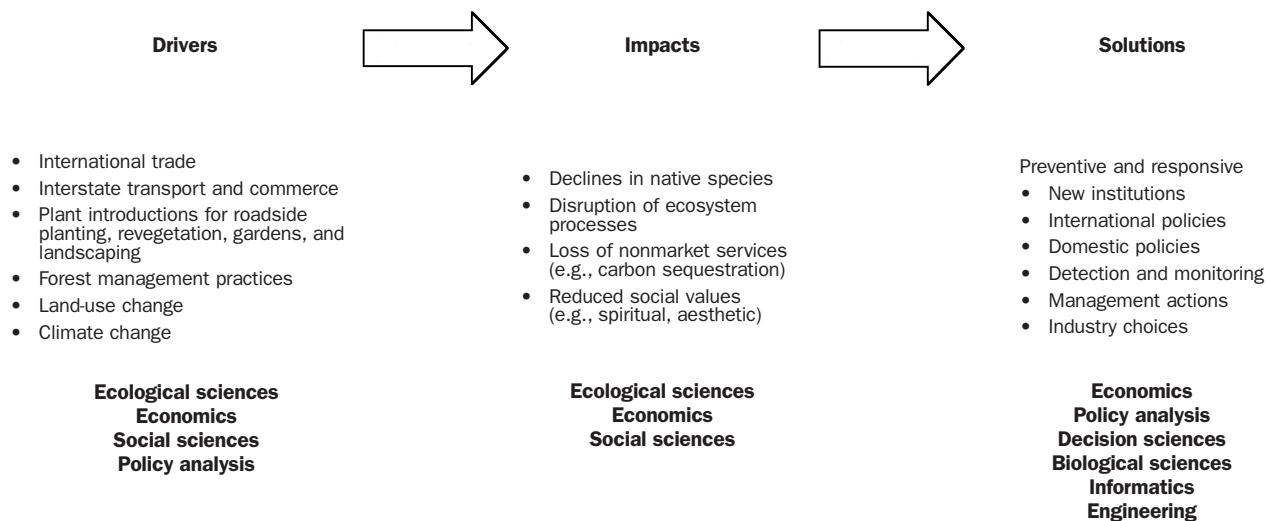 Drivers
Impacts
Solutions
• International trade
• Interstate transport and commerce
• Plant introductions for roadside
planting, revegetation, gardens, and
landscaping
• Forest management practices
• Land-use change
• Climate change
Ecological sciences
Economics
Social sciences
Policy analysis
• Declines in native species
• Disruption of ecosystem
processes
• Loss of nonmarket services
(e.g., carbon sequestration)
• Reduced social values
(e.g., spiritual, aesthetic)
Ecological sciences
Economics
Social sciences
Preventive and responsive
• New institutions
• International policies
• Domestic policies
• Detection and monitoring
• Management actions
• Industry choices
Economics
Policy analysis
Decision sciences
Biological sciences
Informatics
Engineering